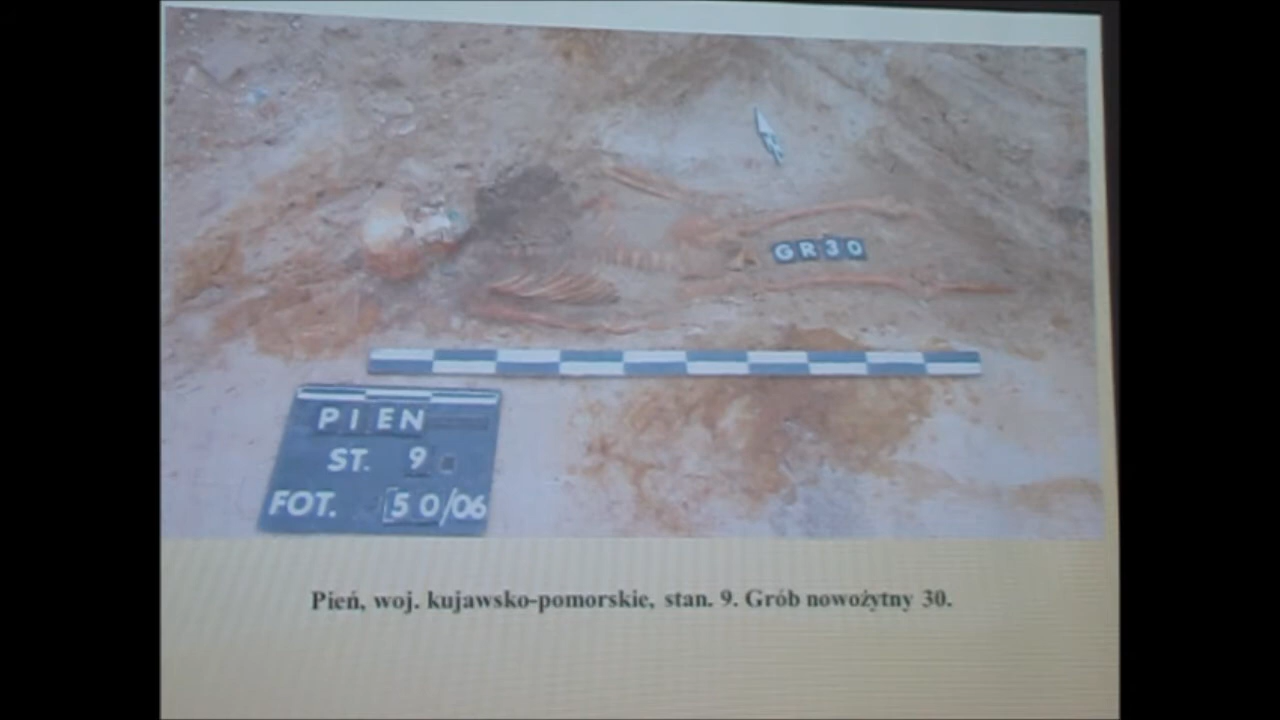 GR30
PIEN
ST. 9
FOT. 50/06
Pień, woj. kujawsko-pomorskie, stan. 9. Grób nowożytny 30.